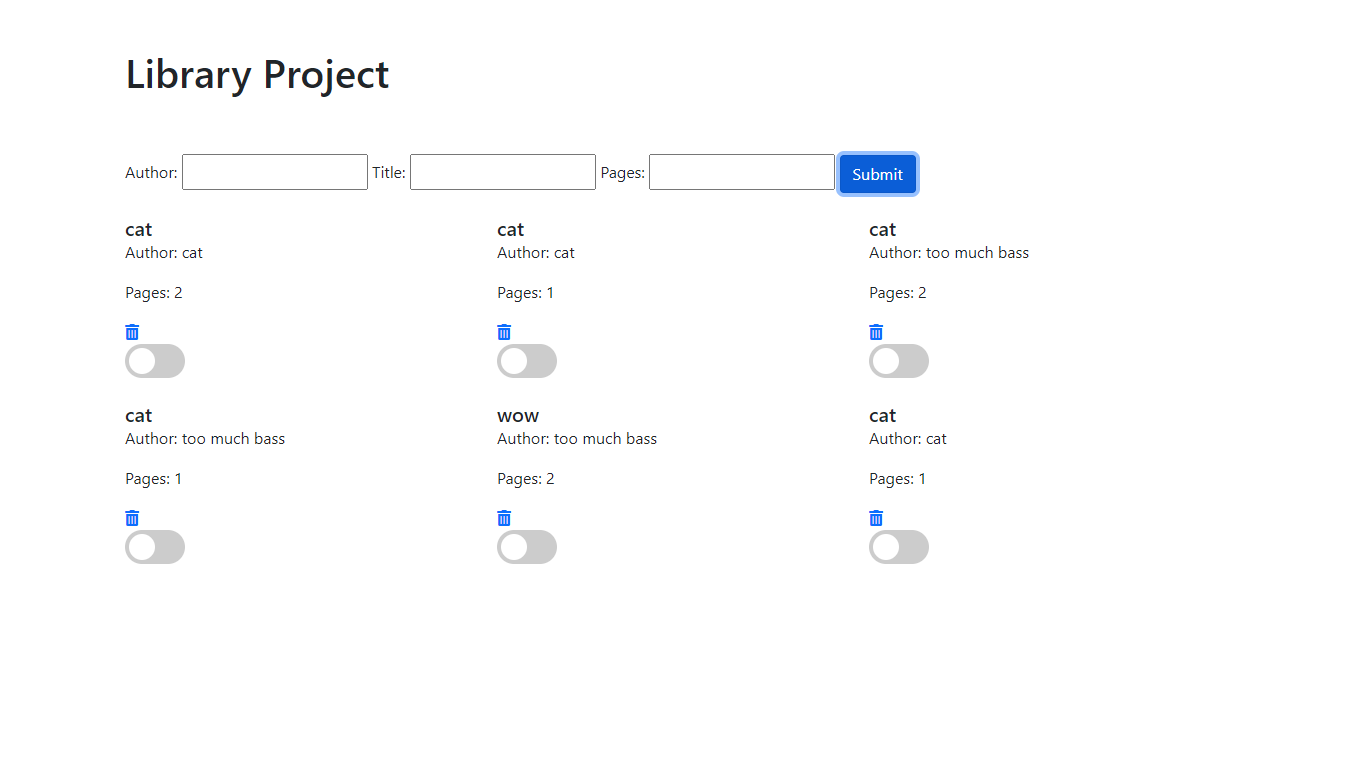 Library Project
Author: Title: Pages: Submit
cat cat cat
Author: cat Author: cat Author: too much bass
Pages: 2 Pages: 1 Pages: 2
cat wow cat
Author: too much bass Author: too much bass Author: cat
Pages: 1 Pages: 2 Pages: 1